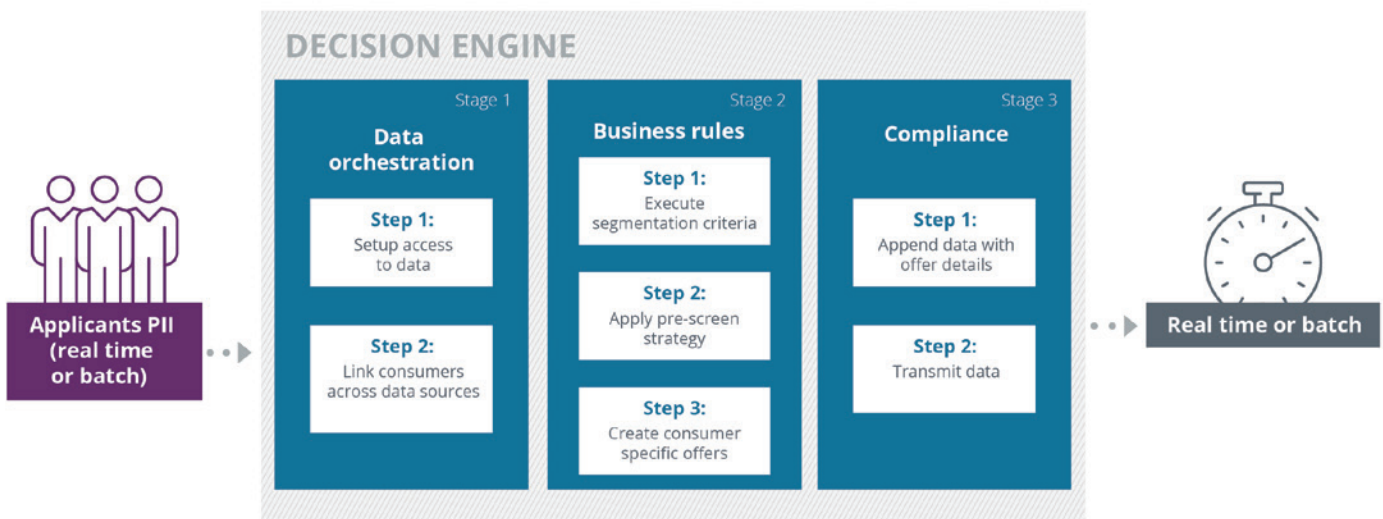 DECISION ENGINE
Applicants PII
(real time
or batch)
Stage 1
Data
orchestration
Step 1:
Setup access
to data
Step 2:
Link consumers
across data sources
Stage 2
Business rules
Step 1:
Execute
segmentation criteria
Step 2:
Apply pre-screen
strategy
Step 3:
Create consumer
specific offers
Stage 3
Compliance
Step 1:
Append data with
offer details
Step 2:
Transmit data
Real time or batch